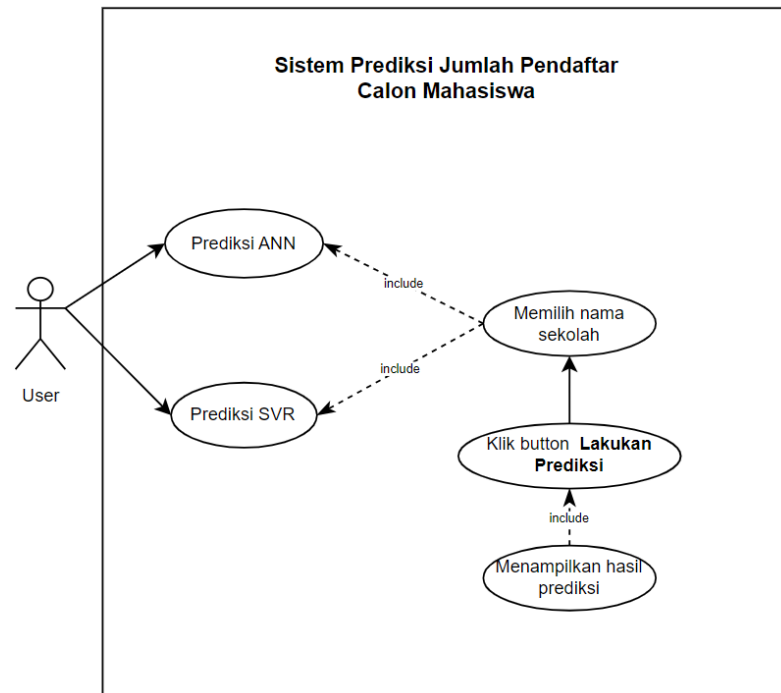 Sistem Prediksi Jumlah Pendaftar
Calon Mahasiswa
Prediksi ANN
include
Memilih nama
sekolah
include
User
Prediksi SVR
Klik button Lakukan
Prediksi
include
Menampilkan hasil
prediksi